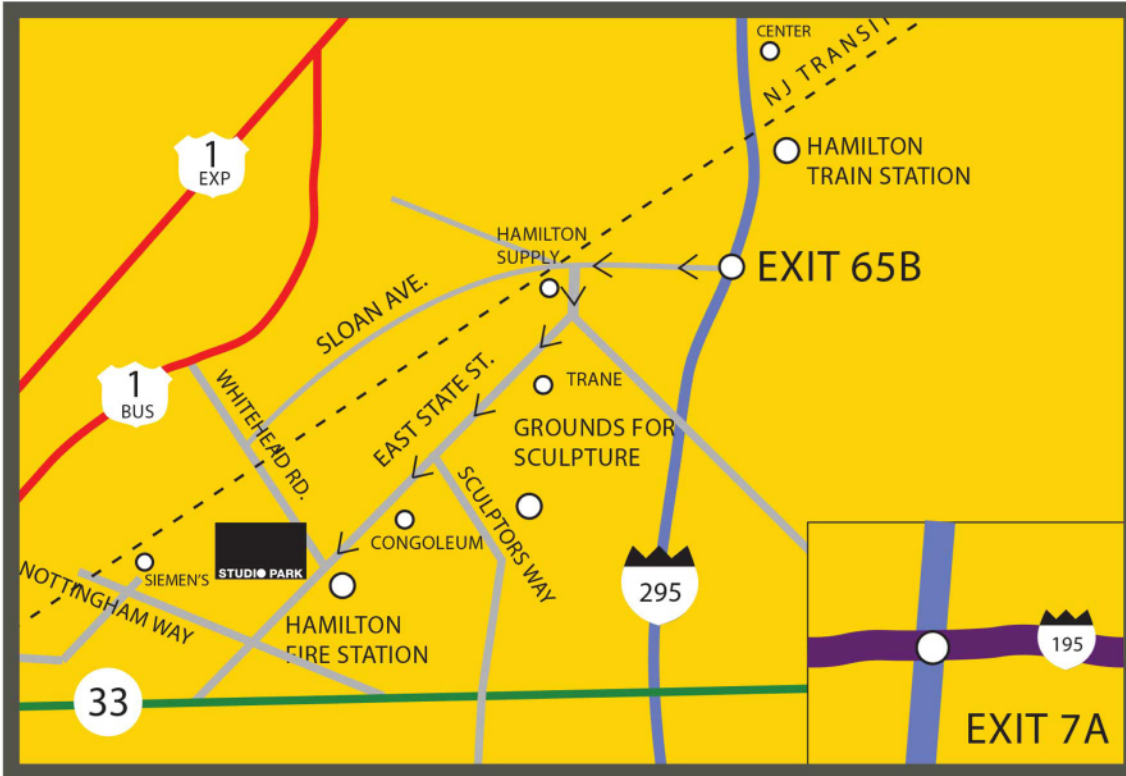 CENTER
NJ TRANSIT
1
EXP
HAMILTON
TRAIN STATION
HAMILTON
SUPPLY
EXIT 65B
SLOAN AVE.
1
BUS
TRANE
WHITEHEAD RD.
EAST STATE ST.
GROUNDS FOR
SCULPTURE
SCULPTORS WAY
CONGOLEUM
STUDIO PARK
SIEMEN'S
NOTTINGHAM WAY
295
HAMILTON
FIRE STATION
33
195
EXIT 7A